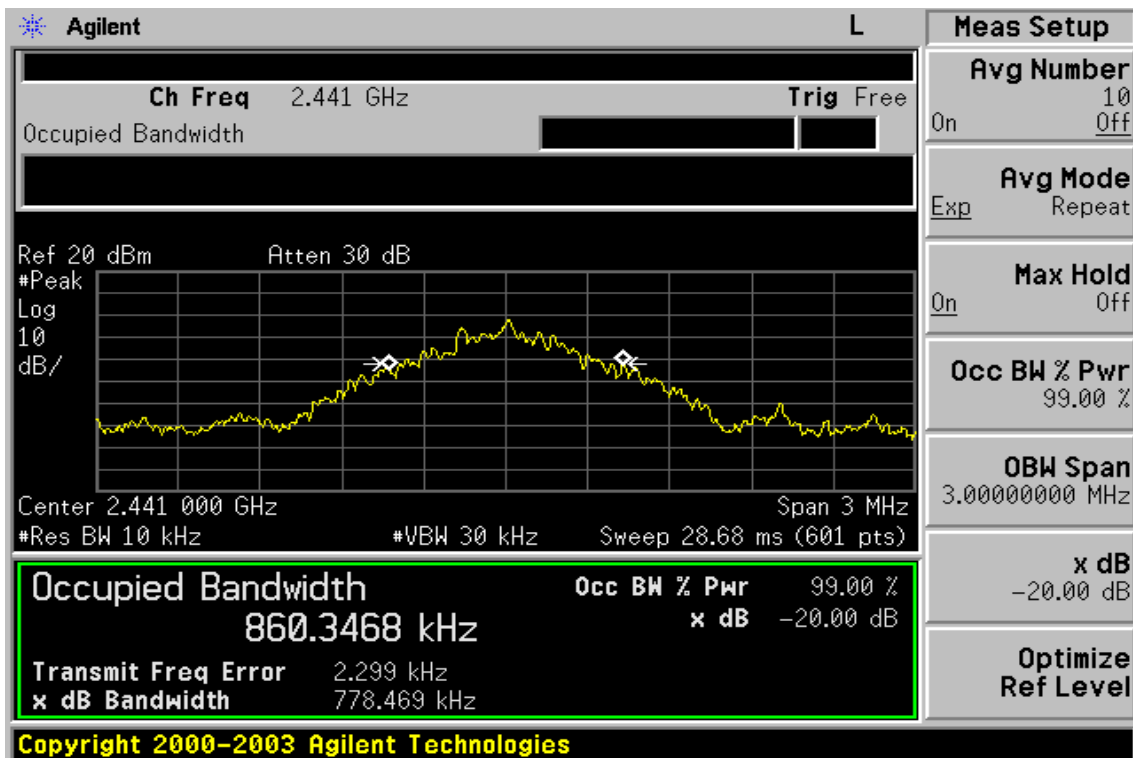 Agilent L
Ch Freq 2.441 GHz Trig Free
Occupied Bandwidth
Ref 20 dBm Atten 30 dB
#Peak
Log
10
dB/
Center 2.441 000 GHz Span 3 MHz
#Res BW 10 kHz #VBW 30 kHz Sweep 28.68 ms (601 pts)
Occupied Bandwidth Occ BW % Pwr 99.00 %
860.3468 kHz x dB -20.00 dB
Transmit Freq Error 2.299 kHz
x dB Bandwidth 778.469 kHz
Copyright 2000-2003 Agilent Technologies
Meas Setup
Avg Number
10
On Off
Avg Mode
Exp Repeat
Max Hold
On Off
Occ BW % Pwr
99.00 %
OBW Span
3.00000000 MHz
x dB
-20.00 dB
Optimize
Ref Level